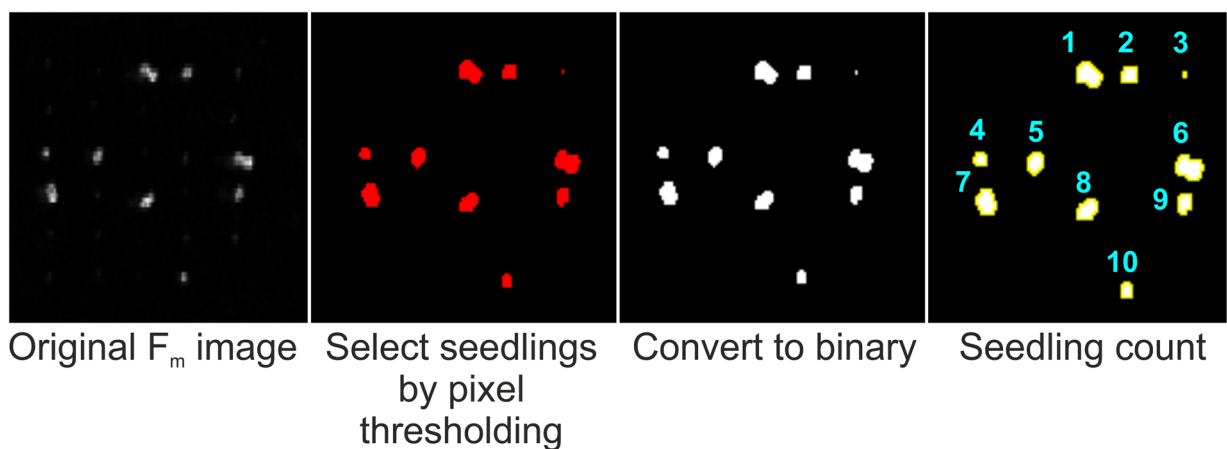 1 2 3
4 5 6
7 8 9
10
Original Fm image
Select seedlings
by pixel
thresholding
Convert to binary
Seedling count